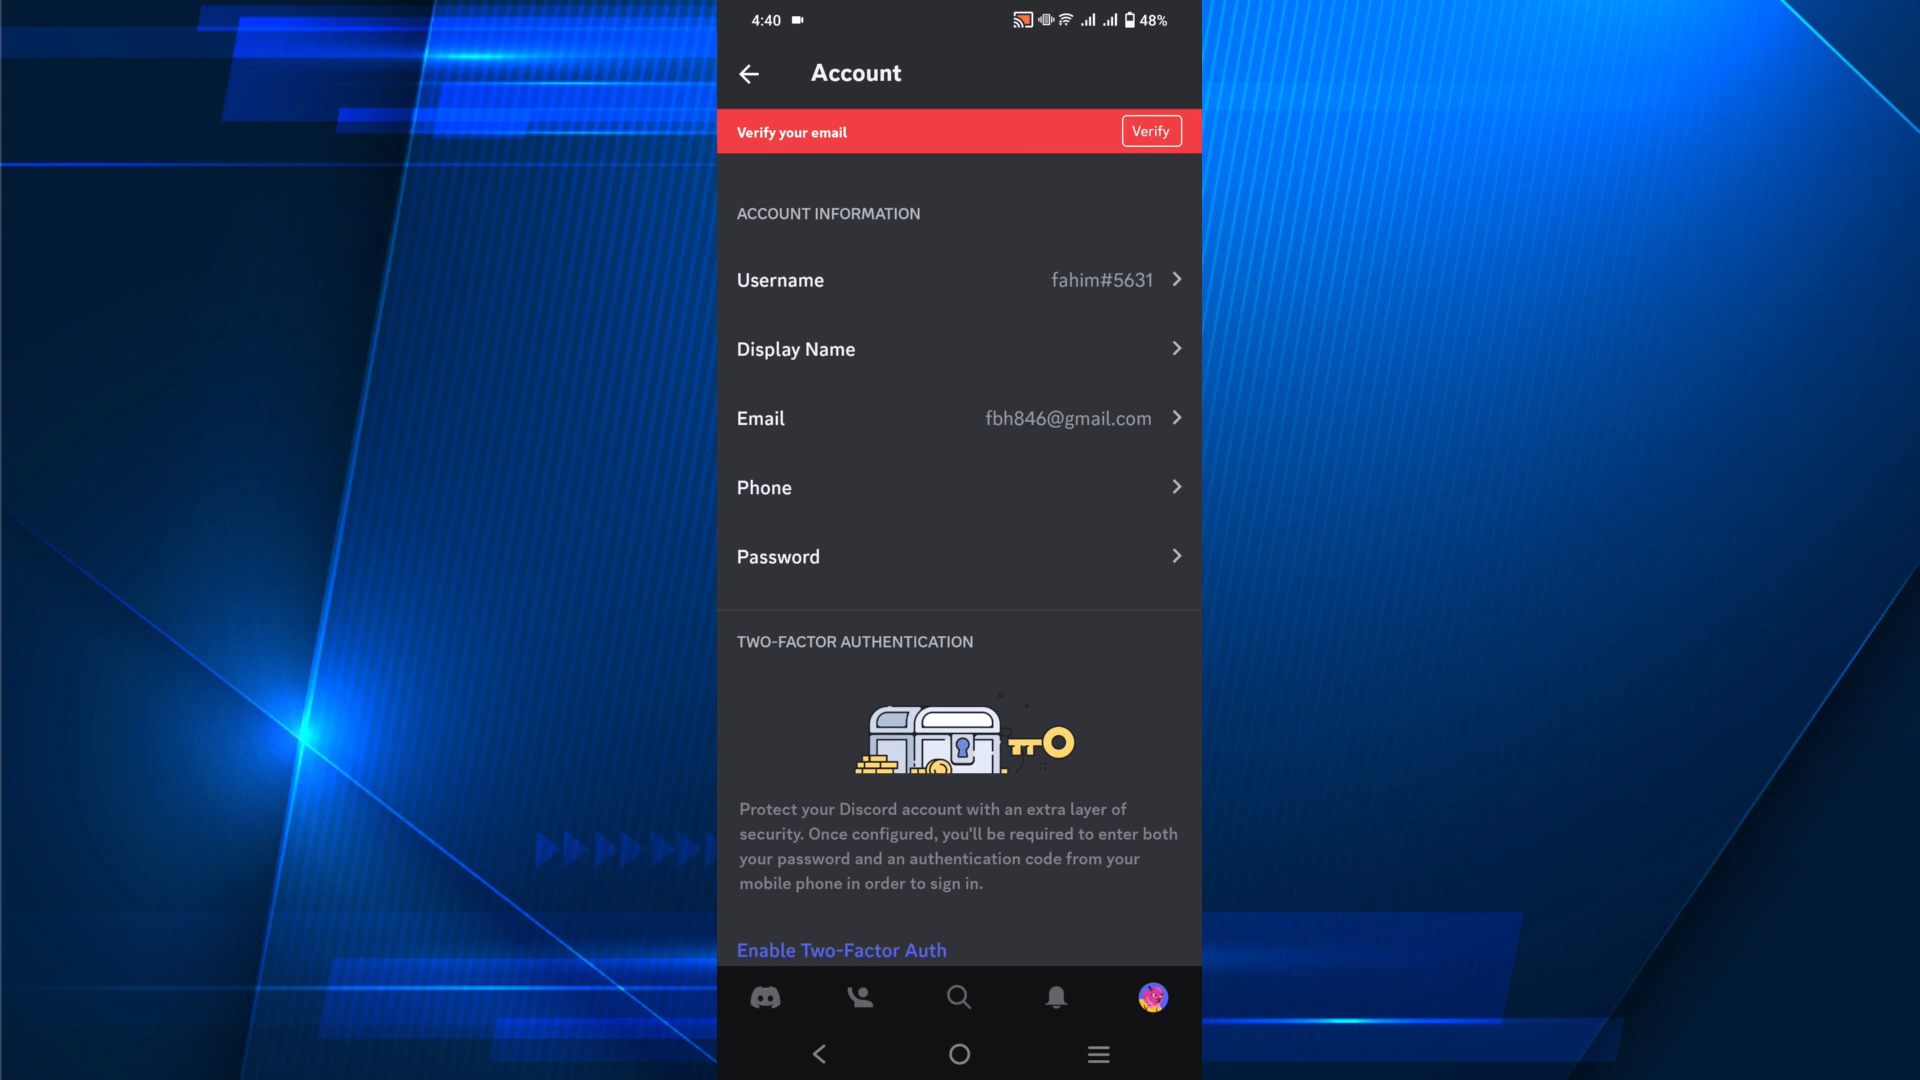 4:40
48%
Account
Verify your email
Verify
ACCOUNT INFORMATION
Username
fahim#5631
Display Name
Email
fbh846@gmail.com
Phone
Password
TWO-FACTOR AUTHENTICATION
Protect your Discord account with an extra layer of
security. Once configured, you'll be required to enter both
your password and an authentication code from your
mobile phone in order to sign in.
Enable Two-Factor Auth